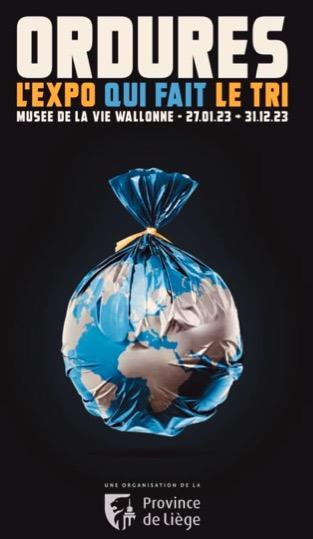 ORDURES
L'EXPO QUI FAIT LE TRI
MUSEE DE LA VIE WALLONNE - 27.01.23 → 31.12.23
UNE ORGANISATION DE LA
Province
de Liège